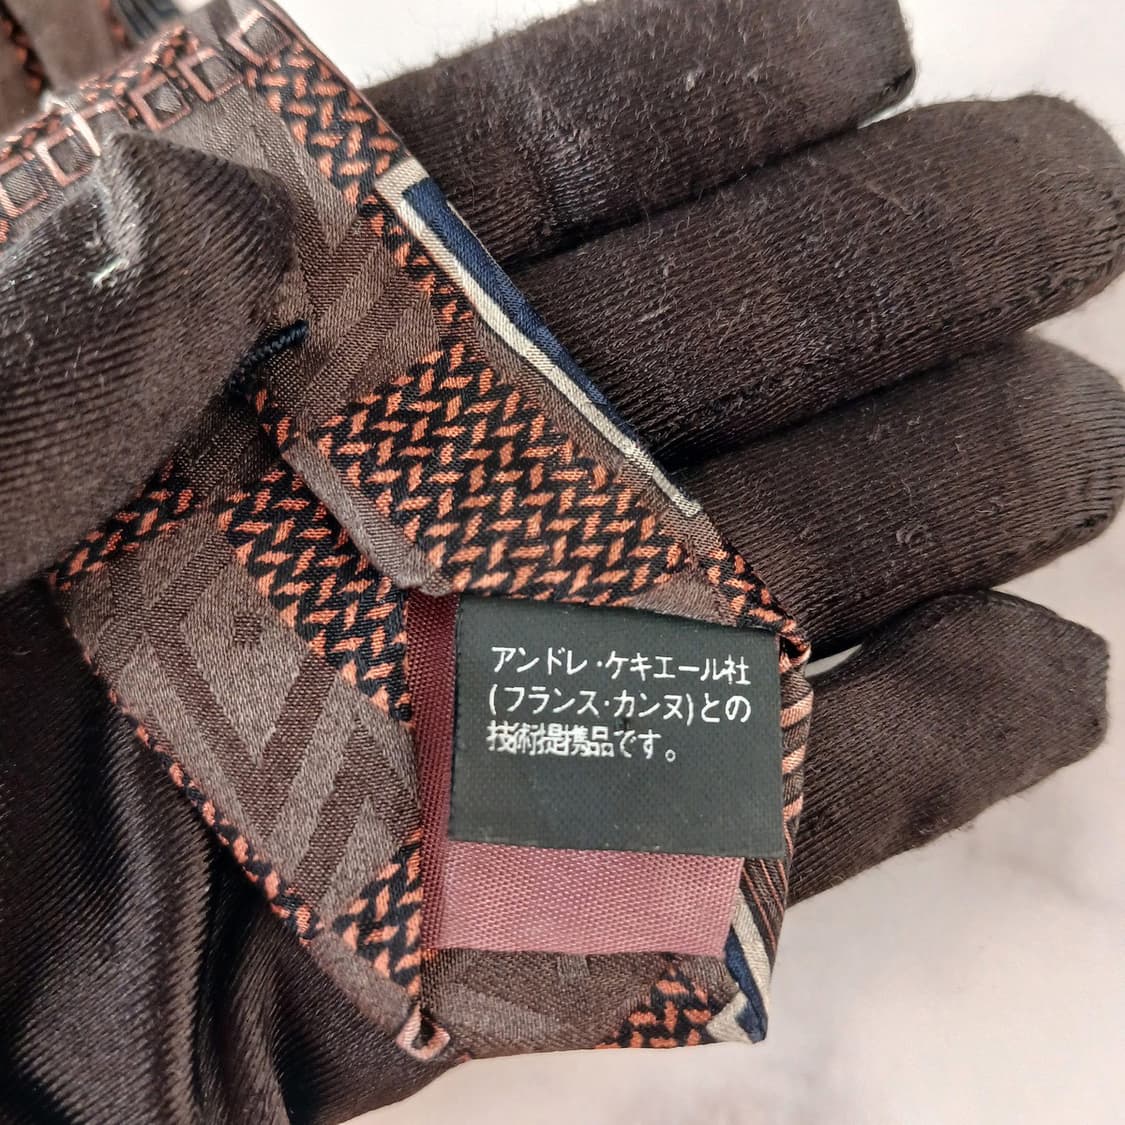 アンドレ・ケキエール社
(フランス・カンヌ)との
技術提携品です。